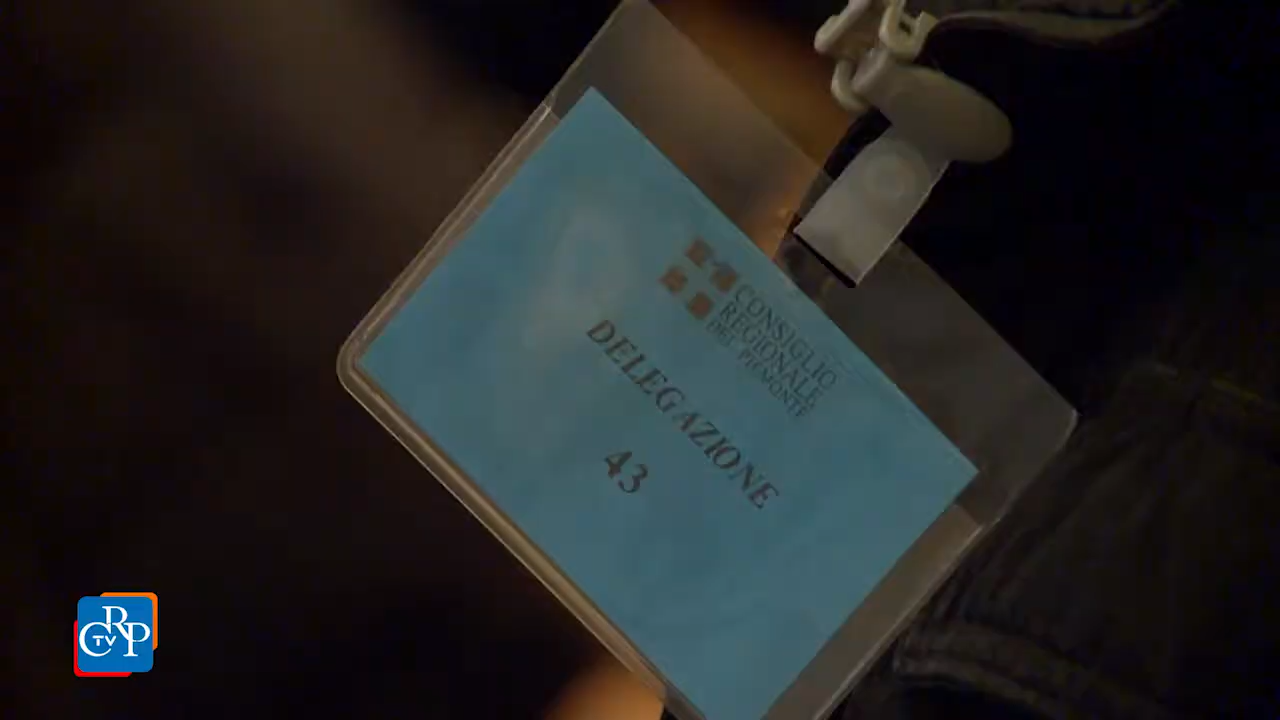 CONSIGLIO
REGIONALE
DEL PIEMONTE
DELEGAZIONE
43
CRP
TV